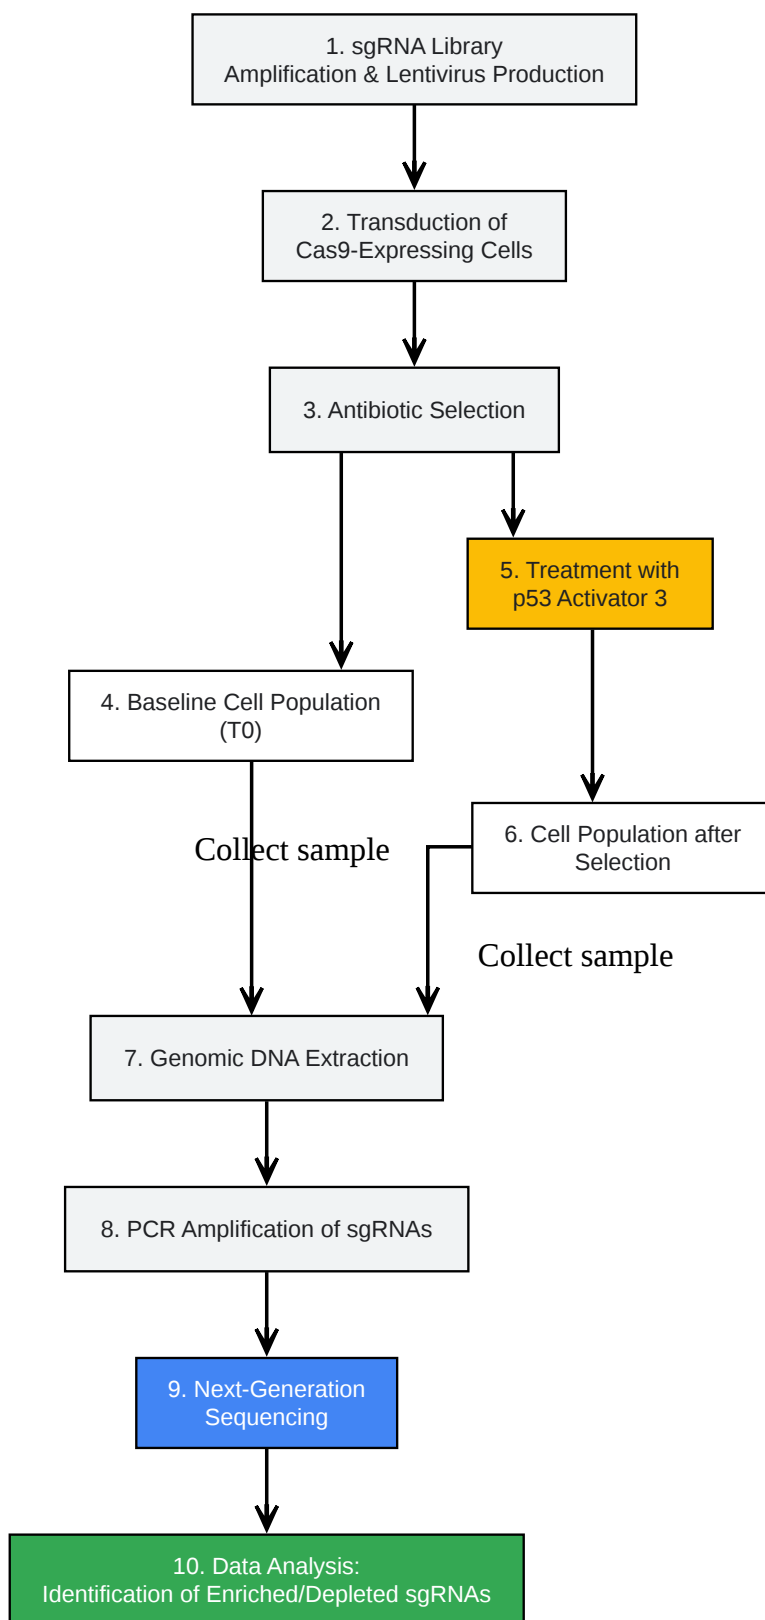 1. sgRNA Library
Amplification & Lentivirus Production
2. Transduction of
Cas9-Expressing Cells
3. Antibiotic Selection
5. Treatment with
p53 Activator 3
4. Baseline Cell Population
(T0)
6. Cell Population after
Selection
Collect sample
Collect sample
7. Genomic DNA Extraction
8. PCR Amplification of sgRNAs
9. Next-Generation
Sequencing
10. Data Analysis:
Identification of Enriched/Depleted sgRNAs